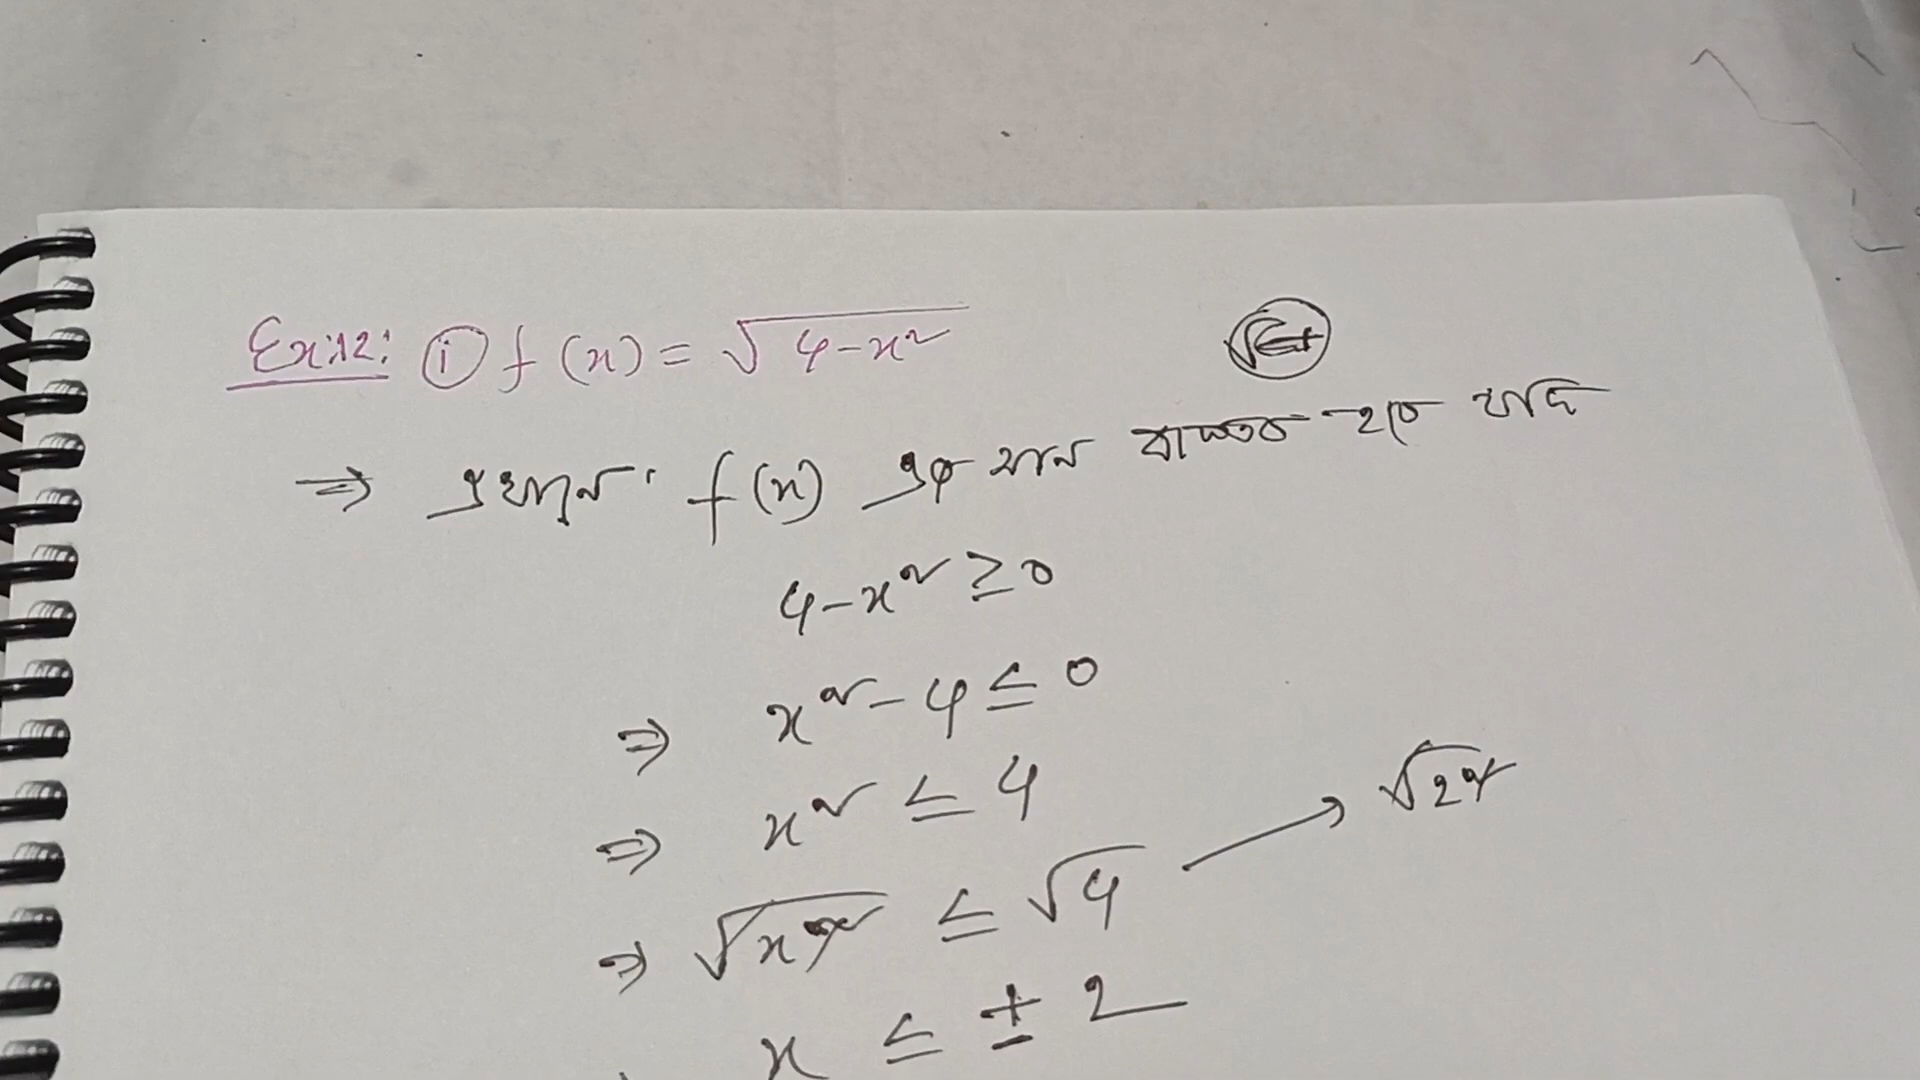 Ex:12: ⓘ f(x) = √(4-x²)
⇒ এখানে, f(x) এর মান বাস্তব হবে যদি
4-x² ≥ 0
⇒ x² - 4 ≤ 0
⇒ x² ≤ 4
⇒ √x² ≤ √4 → √2²
x ≤ ± 2